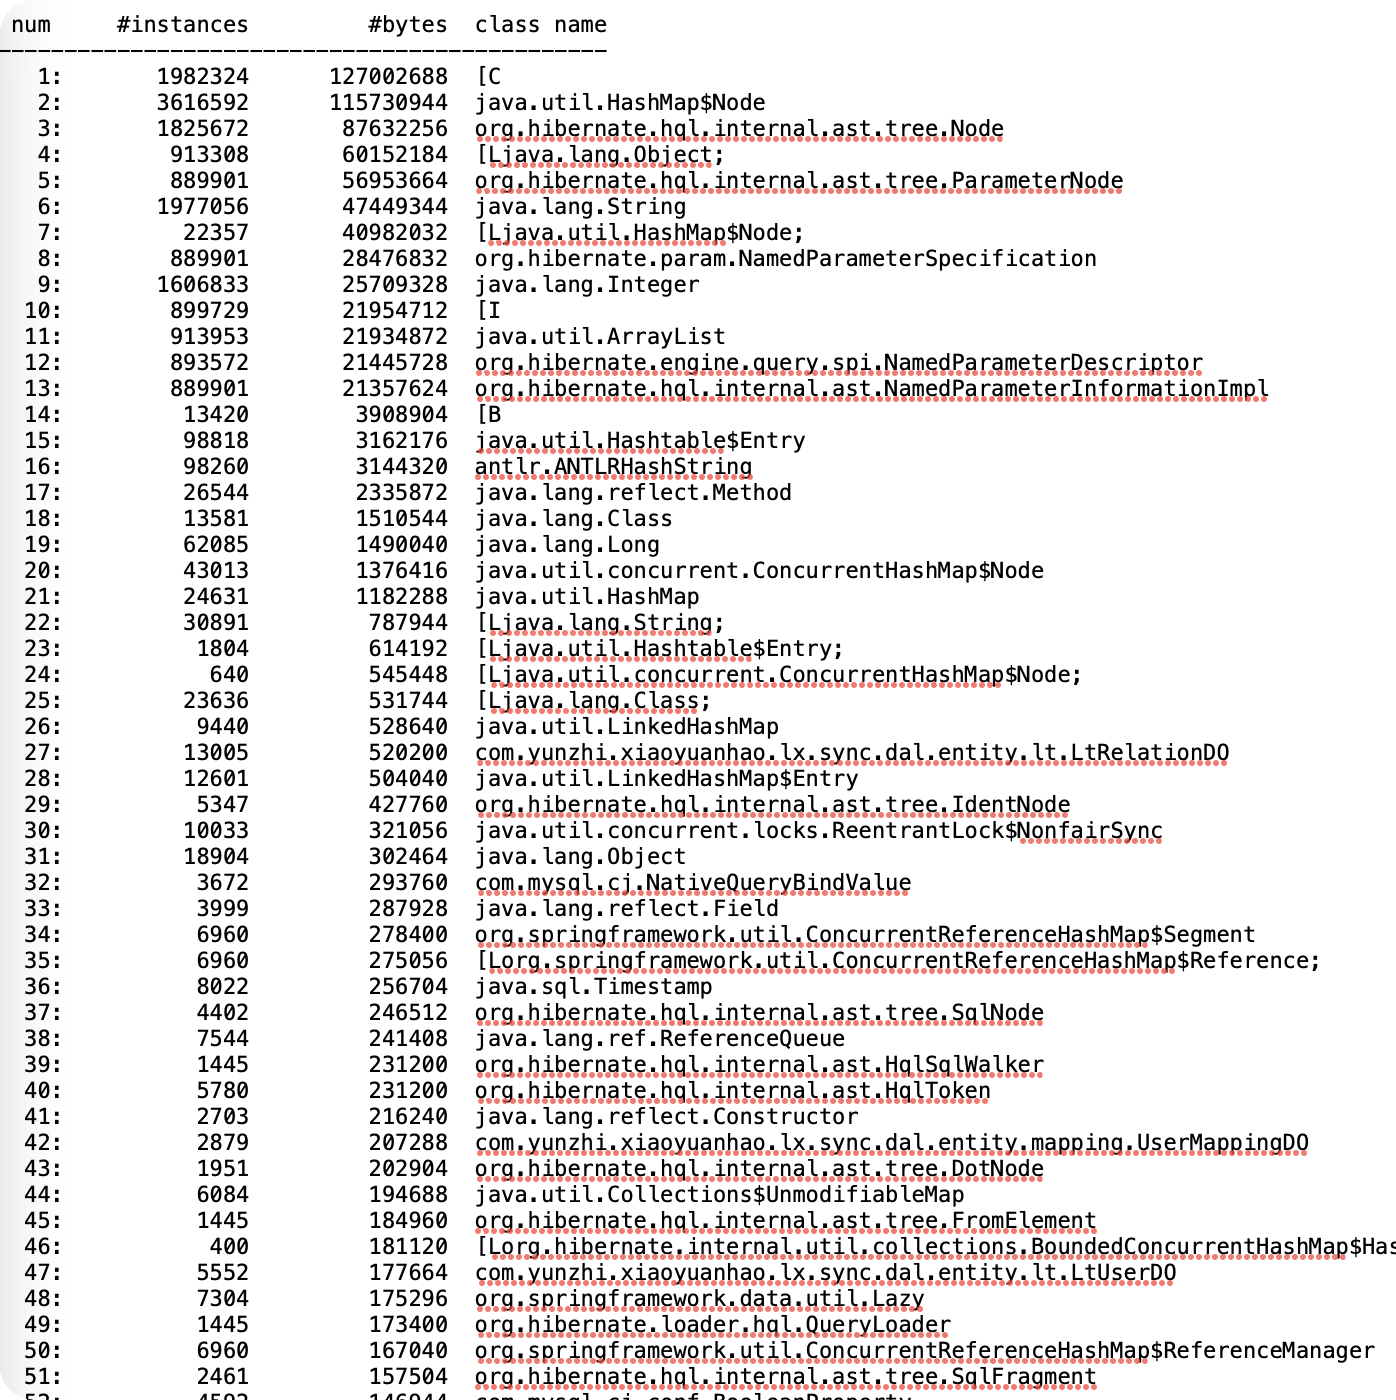 num     #instances         #bytes  class name
----------------------------------------------
1:       1982324      127002688  [C
2:       3616592      115730944  java.util.HashMap$Node
3:       1825672       87632256  org.hibernate.hql.internal.ast.tree.Node
4:        913308       60152184  [Ljava.lang.Object;
5:        889901       56953664  org.hibernate.hql.internal.ast.tree.ParameterNode
6:       1977056       47449344  java.lang.String
7:         22357       40982032  [Ljava.util.HashMap$Node;
8:        889901       28476832  org.hibernate.param.NamedParameterSpecification
9:       1606833       25709328  java.lang.Integer
10:        899729       21954712  [I
11:        913953       21934872  java.util.ArrayList
12:        893572       21445728  org.hibernate.engine.query.spi.NamedParameterDescriptor
13:        889901       21357624  org.hibernate.hql.internal.ast.NamedParameterInformationImpl
14:         13420        3908904  [B
15:         98818        3162176  java.util.Hashtable$Entry
16:         98260        3144320  antlr.ANTLRHashString
17:         26544        2335872  java.lang.reflect.Method
18:         13581        1510544  java.lang.Class
19:         62085        1490040  java.lang.Long
20:         43013        1376416  java.util.concurrent.ConcurrentHashMap$Node
21:         24631        1182288  java.util.HashMap
22:         30891         787944  [Ljava.lang.String;
23:          1804         614192  [Ljava.util.Hashtable$Entry;
24:           640         545448  [Ljava.util.concurrent.ConcurrentHashMap$Node;
25:         23636         531744  [Ljava.lang.Class;
26:          9440         528640  java.util.LinkedHashMap
27:         13005         520200  com.yunzhi.xiaoyuanhao.lx.sync.dal.entity.lt.LtRelationDO
28:         12601         504040  java.util.LinkedHashMap$Entry
29:          5347         427760  org.hibernate.hql.internal.ast.tree.IdentNode
30:         10033         321056  java.util.concurrent.locks.ReentrantLock$NonfairSync
31:         18904         302464  java.lang.Object
32:          3672         293760  com.mysql.cj.NativeQueryBindValue
33:          3999         287928  java.lang.reflect.Field
34:          6960         278400  org.springframework.util.ConcurrentReferenceHashMap$Segment
35:          6960         275056  [Lorg.springframework.util.ConcurrentReferenceHashMap$Reference;
36:          8022         256704  java.sql.Timestamp
37:          4402         246512  org.hibernate.hql.internal.ast.tree.SqlNode
38:          7544         241408  java.lang.ref.ReferenceQueue
39:          1445         231200  org.hibernate.hql.internal.ast.HqlSqlWalker
40:          5780         231200  org.hibernate.hql.internal.ast.HqlToken
41:          2703         216240  java.lang.reflect.Constructor
42:          2879         207288  com.yunzhi.xiaoyuanhao.lx.sync.dal.entity.mapping.UserMappingDO
43:          1951         202904  org.hibernate.hql.internal.ast.tree.DotNode
44:          6084         194688  java.util.Collections$UnmodifiableMap
45:          1445         184960  org.hibernate.hql.internal.ast.tree.FromElement
46:           400         181120  [Lorg.hibernate.internal.util.collections.BoundedConcurrentHashMap$Has
47:          5552         177664  com.yunzhi.xiaoyuanhao.lx.sync.dal.entity.lt.LtUserDO
48:          7304         175296  org.springframework.data.util.Lazy
49:          1445         173400  org.hibernate.loader.hql.QueryLoader
50:          6960         167040  org.springframework.util.ConcurrentReferenceHashMap$ReferenceManager
51:          2461         157504  org.hibernate.hql.internal.ast.tree.SqlFragment